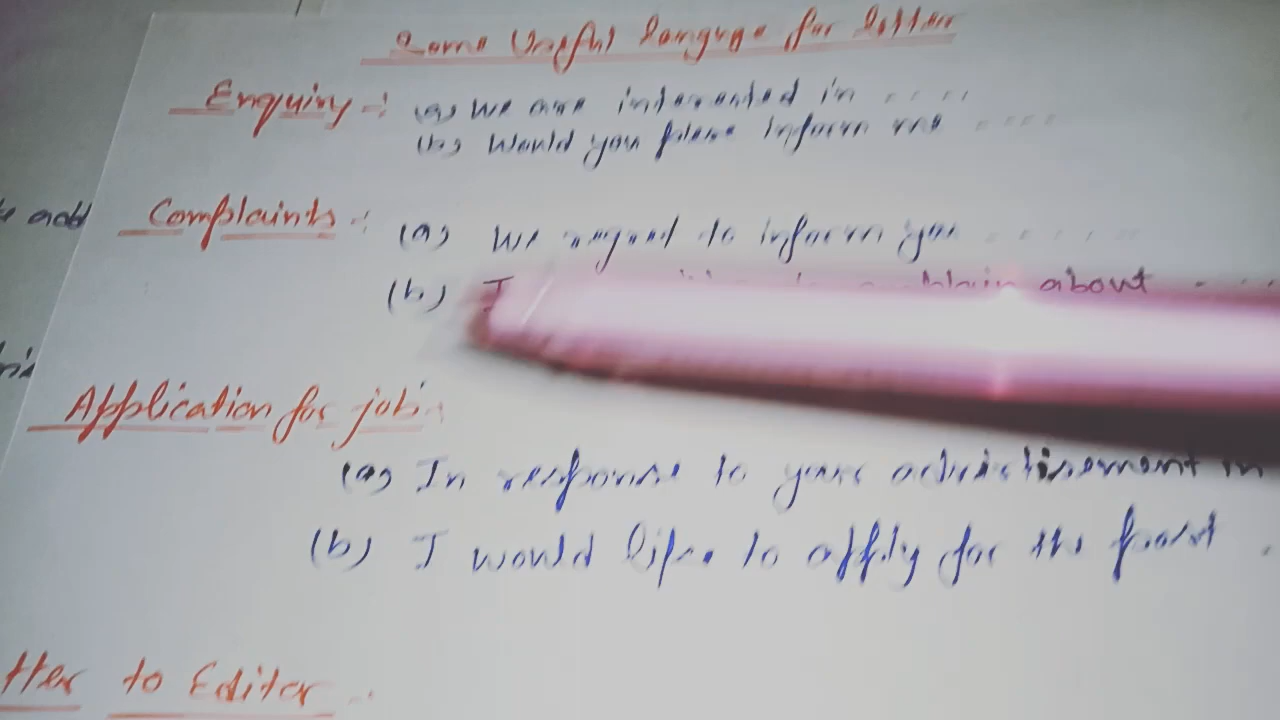 Some Useful language for letter
Enquiry :- (a) We are interested in ....
(b) Would you please inform me ....
Complaints :- (a) We regret to inform you ......
(b) I about ....
Application for job:
(a) In response to your advertisement in
(b) I would like to apply for the post .
tter to Editor :-